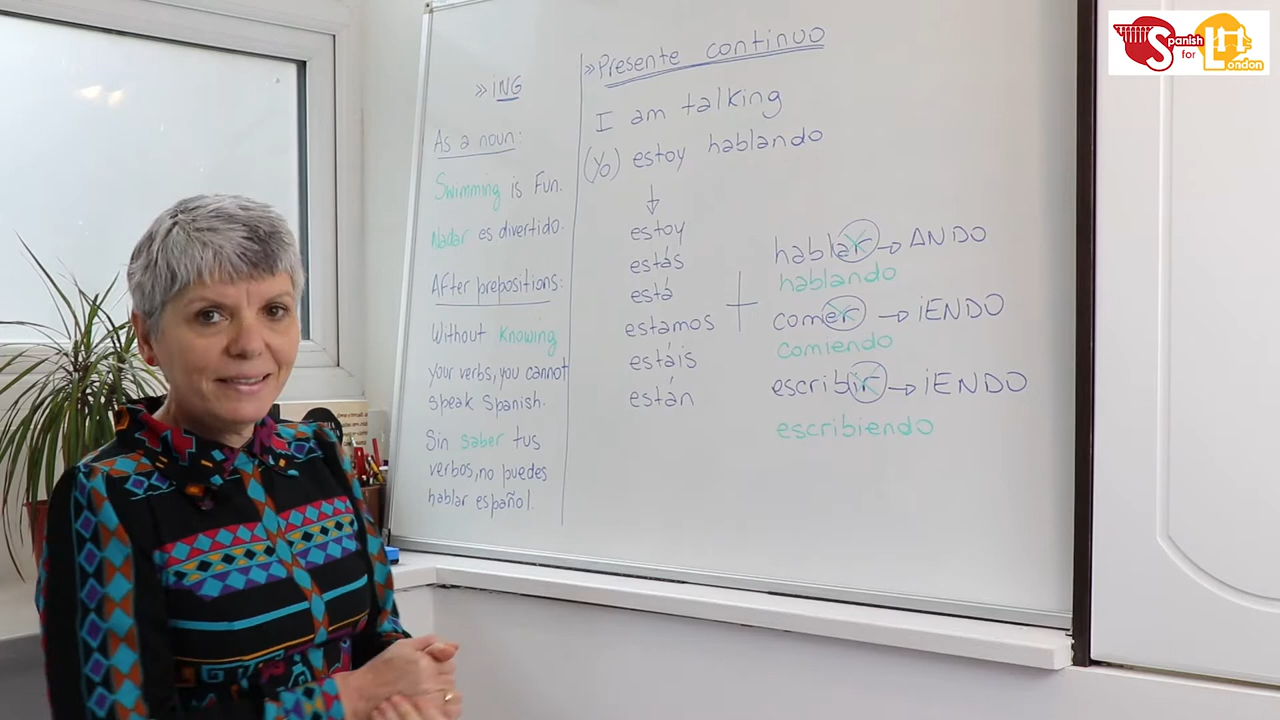 » iNG
As a noun:
Swimming is Fun.
Nadar es divertido.
After prepositions:
Without knowing
your verbs, you cannot
speak Spanish.
Sin saber tus
verbos, no puedes
hablar español.
» Presente continuo
I am talking
(Yo) estoy hablando
estoy
estás
está
estamos
estáis
están
+
hablar → ANDO
hablando
comer → iENDO
comiendo
escribir → iENDO
escribiendo
Spanish
for
London